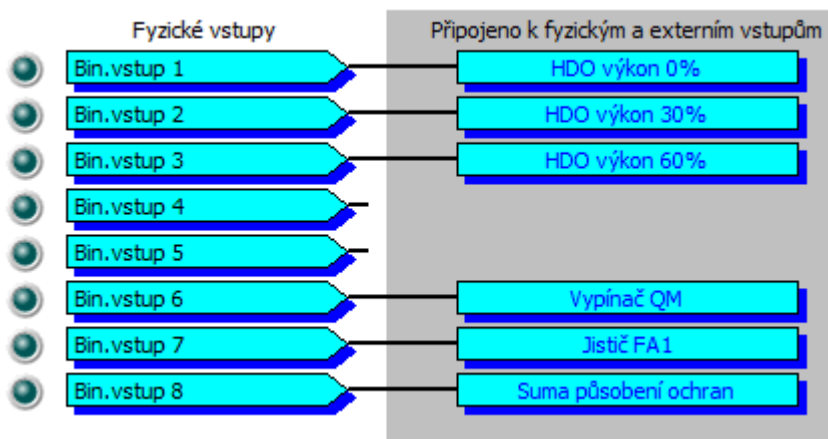 Fyzické vstupy Připojeno k fyzickým a externím vstupům
Bin.vstup 1 HDO výkon 0%
Bin.vstup 2 HDO výkon 30%
Bin.vstup 3 HDO výkon 60%
Bin.vstup 4
Bin.vstup 5
Bin.vstup 6 Vypínač QM
Bin.vstup 7 Jistič FA1
Bin.vstup 8 Suma působení ochran